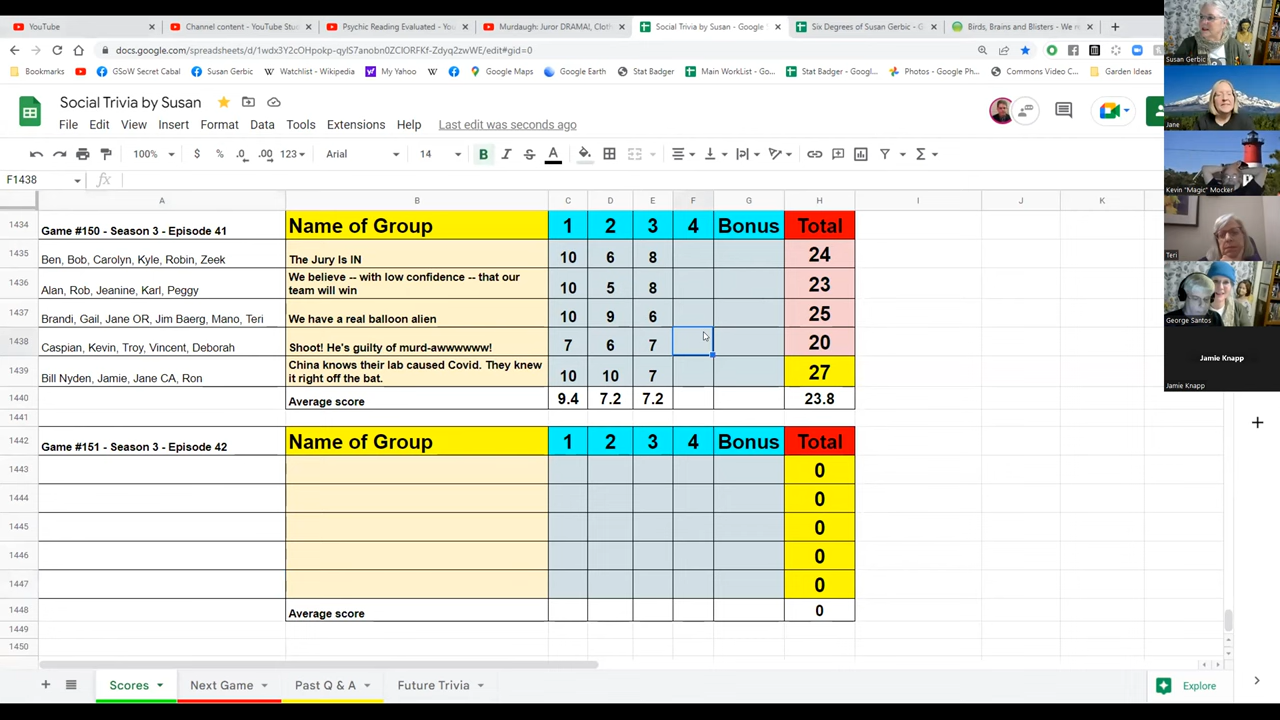 YouTube
Channel content - YouTube Stu
Psychic Reading Evaluated - You
Murdaugh: Juror DRAMA!, Cloth
Social Trivia by Susan - Google
Six Degrees of Susan Gerbic - G
Birds, Brains and Blisters - We r
docs.google.com/spreadsheets/d/1wdx3Y2cOHpokp-qylS7anobn0ZClORFKf-Zdyq2zwWE/edit#gid=0
Bookmarks
GSoW Secret Cabal
Susan Gerbic
Watchlist - Wikipedia
My Yahoo
Google Maps
Google Earth
Stat Badger
Main WorkList - Go...
Stat Badger - Goog...
Photos - Google Ph...
Commons Video C...
Garden Ideas
Social Trivia by Susan
File Edit View Insert Format Data Tools Extensions Help Last edit was seconds ago
100% $ % .0 .00 123 Arial 14 B I S A
F1438 fx
A B C D E F G H I J K
1434 Game #150 - Season 3 - Episode 41 Name of Group 1 2 3 4 Bonus Total
1435 Ben, Bob, Carolyn, Kyle, Robin, Zeek The Jury Is IN 10 6 8 24
1436 Alan, Rob, Jeanine, Karl, Peggy We believe -- with low confidence -- that our
team will win 10 5 8 23
1437 Brandi, Gail, Jane OR, Jim Baerg, Mano, Teri We have a real balloon alien 10 9 6 25
1438 Caspian, Kevin, Troy, Vincent, Deborah Shoot! He's guilty of murd-awwwwww! 7 6 7 20
1439 Bill Nyden, Jamie, Jane CA, Ron China knows their lab caused Covid. They knew
it right off the bat. 10 10 7 27
1440 Average score 9.4 7.2 7.2 23.8
1441
1442 Game #151 - Season 3 - Episode 42 Name of Group 1 2 3 4 Bonus Total
1443 0
1444 0
1445 0
1446 0
1447 0
1448 Average score 0
1449
1450
Scores Next Game Past Q & A Future Trivia
Explore
Susan Gerbic
Jane
Kevin "Magic" Mocker
Teri
George Santos
Jamie Knapp
Jamie Knapp